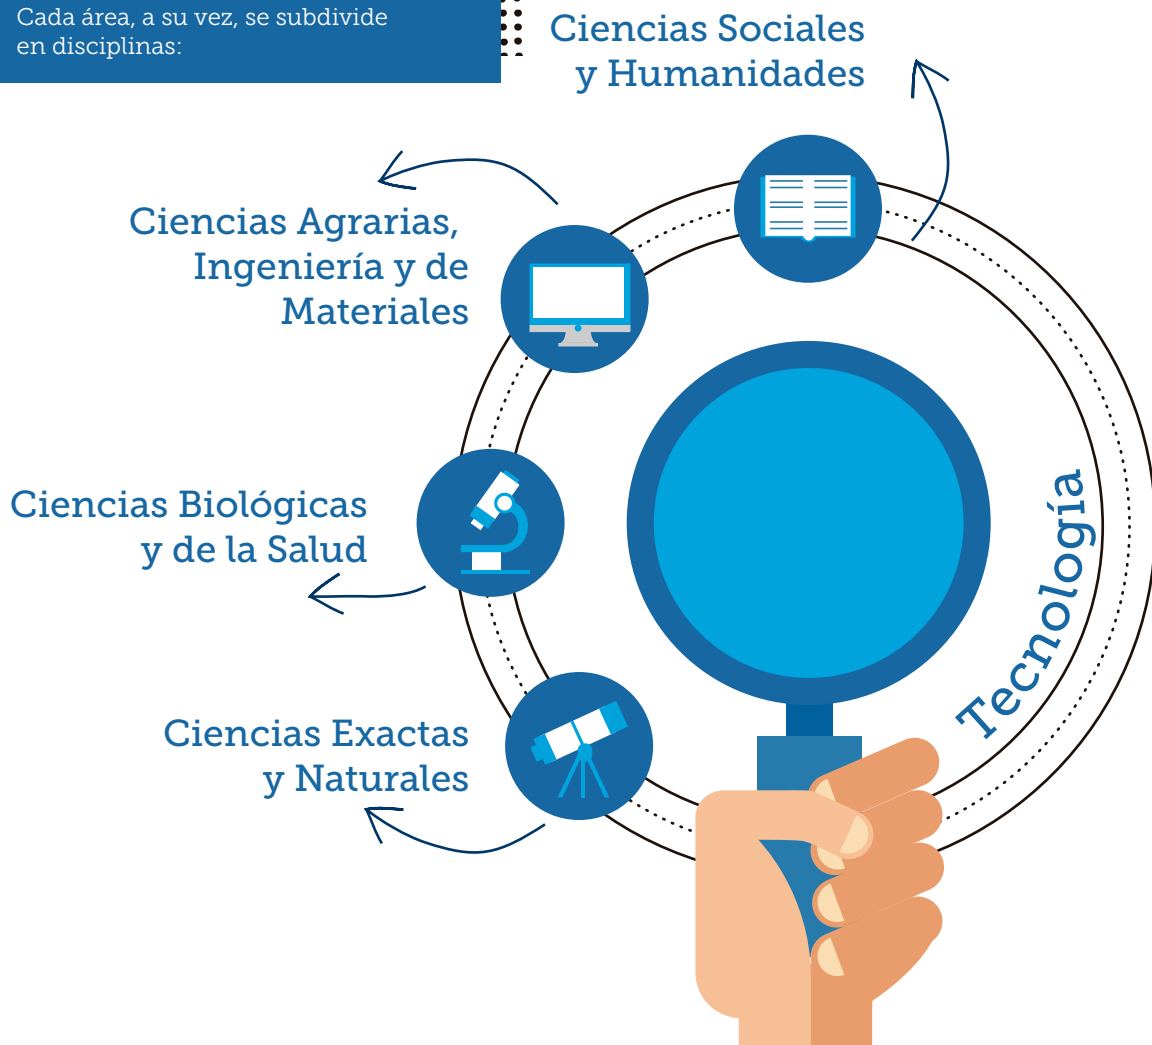 Cada área, a su vez, se subdivide
en disciplinas:
Ciencias Sociales
y Humanidades
Ciencias Agrarias,
Ingeniería y de
Materiales
Ciencias Biológicas
y de la Salud
Ciencias Exactas
y Naturales
Tecnología